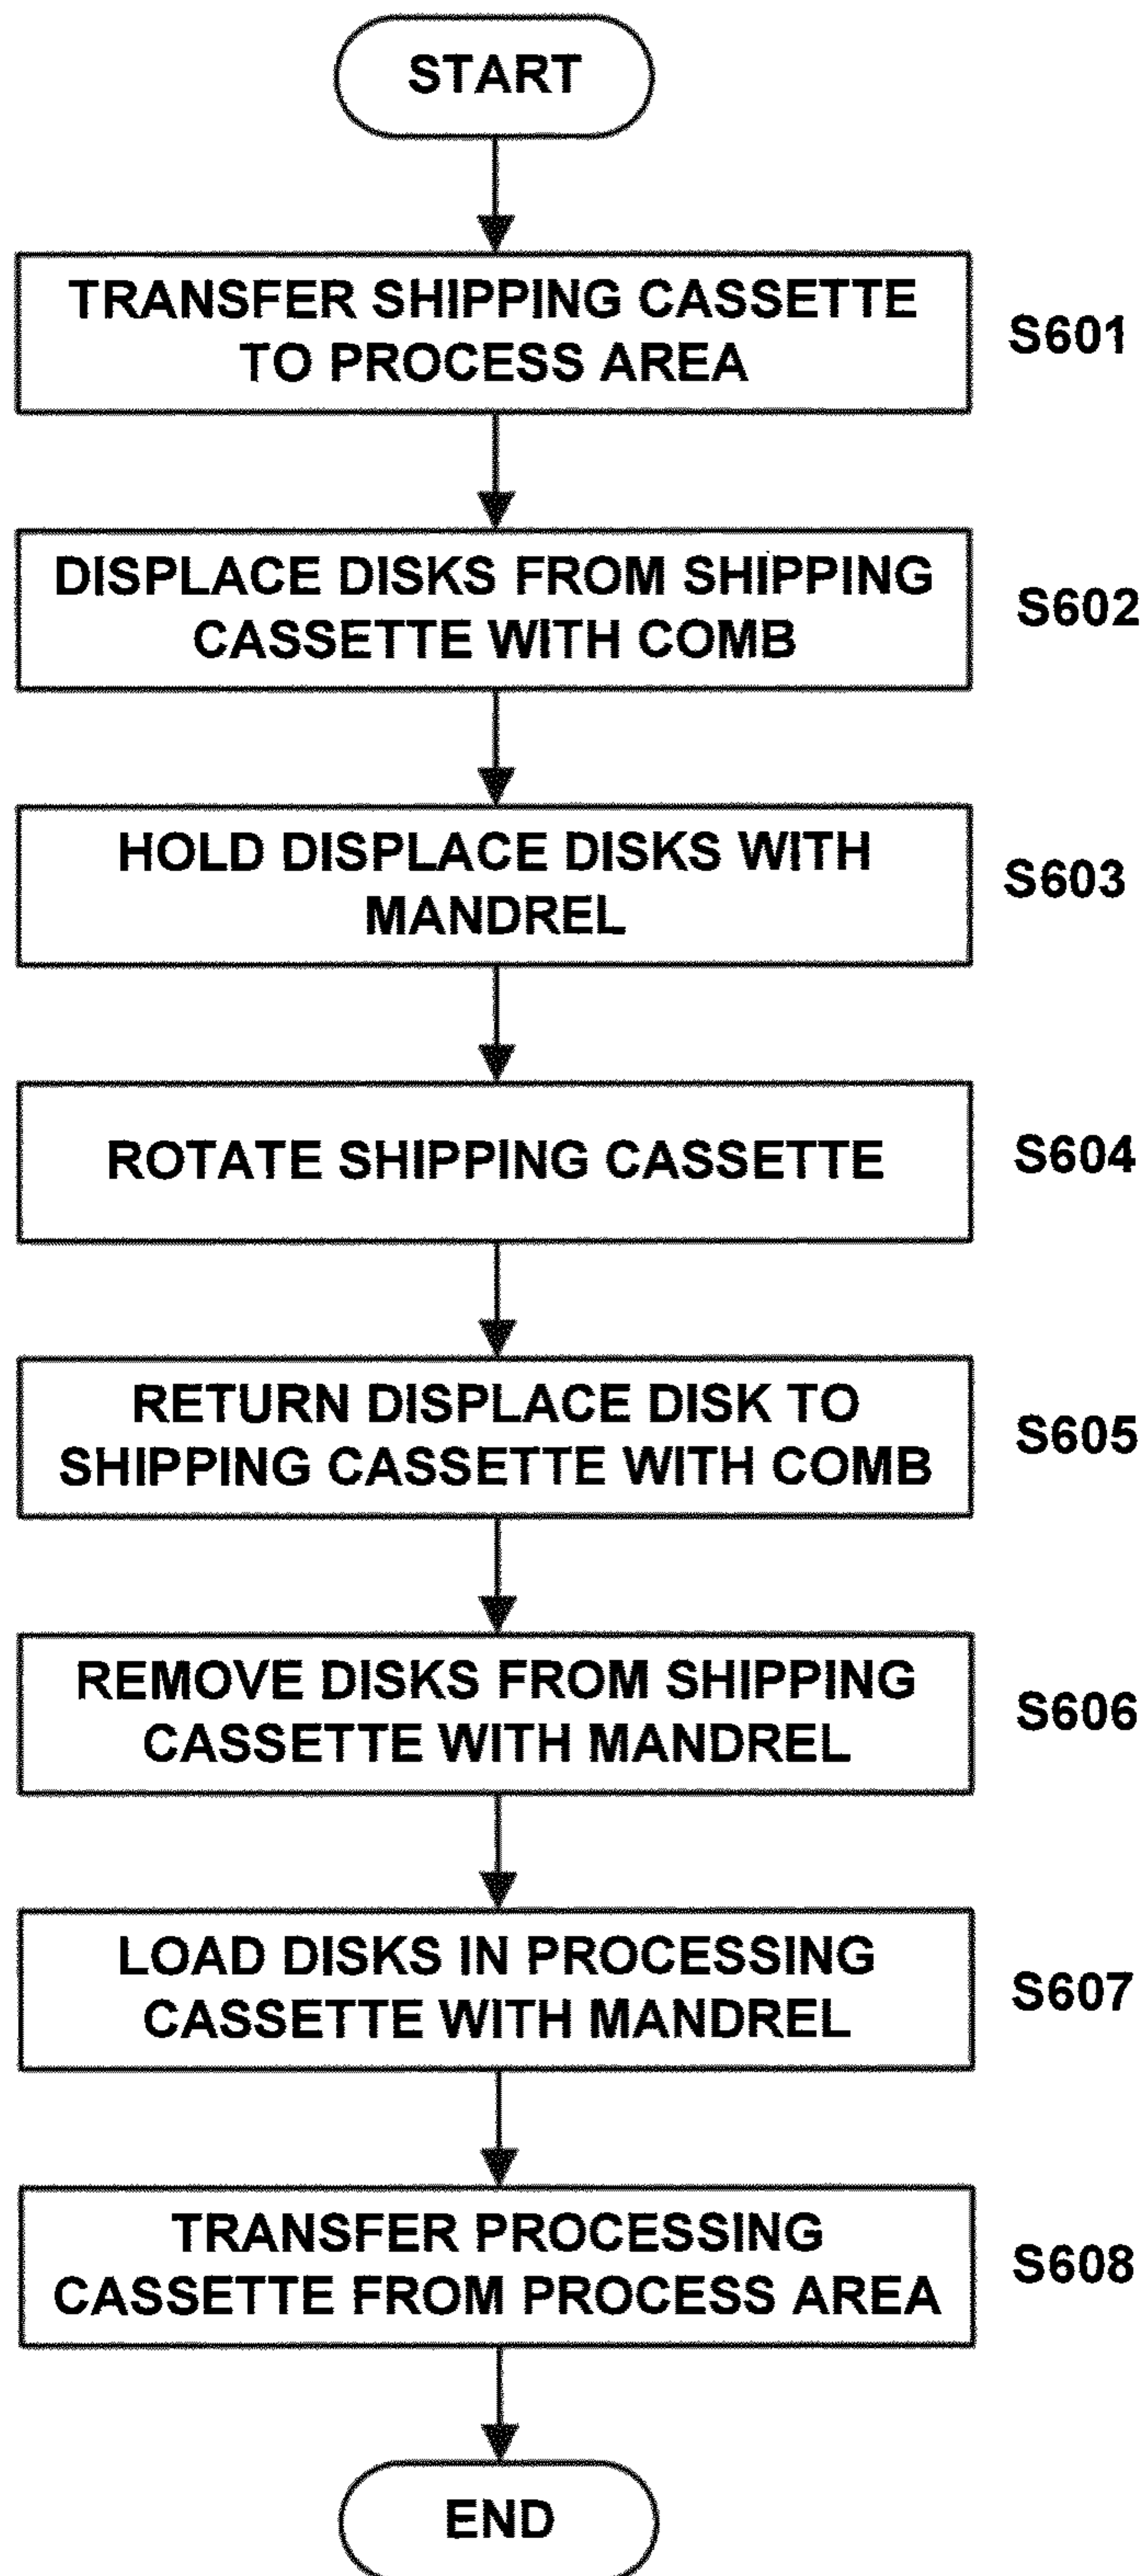 START
TRANSFER SHIPPING CASSETTE
TO PROCESS AREA
S601
DISPLACE DISKS FROM SHIPPING
CASSETTE WITH COMB
S602
HOLD DISPLACE DISKS WITH
MANDREL
S603
ROTATE SHIPPING CASSETTE
S604
RETURN DISPLACE DISK TO
SHIPPING CASSETTE WITH COMB
S605
REMOVE DISKS FROM SHIPPING
CASSETTE WITH MANDREL
S606
LOAD DISKS IN PROCESSING
CASSETTE WITH MANDREL
S607
TRANSFER PROCESSING
CASSETTE FROM PROCESS AREA
S608
END